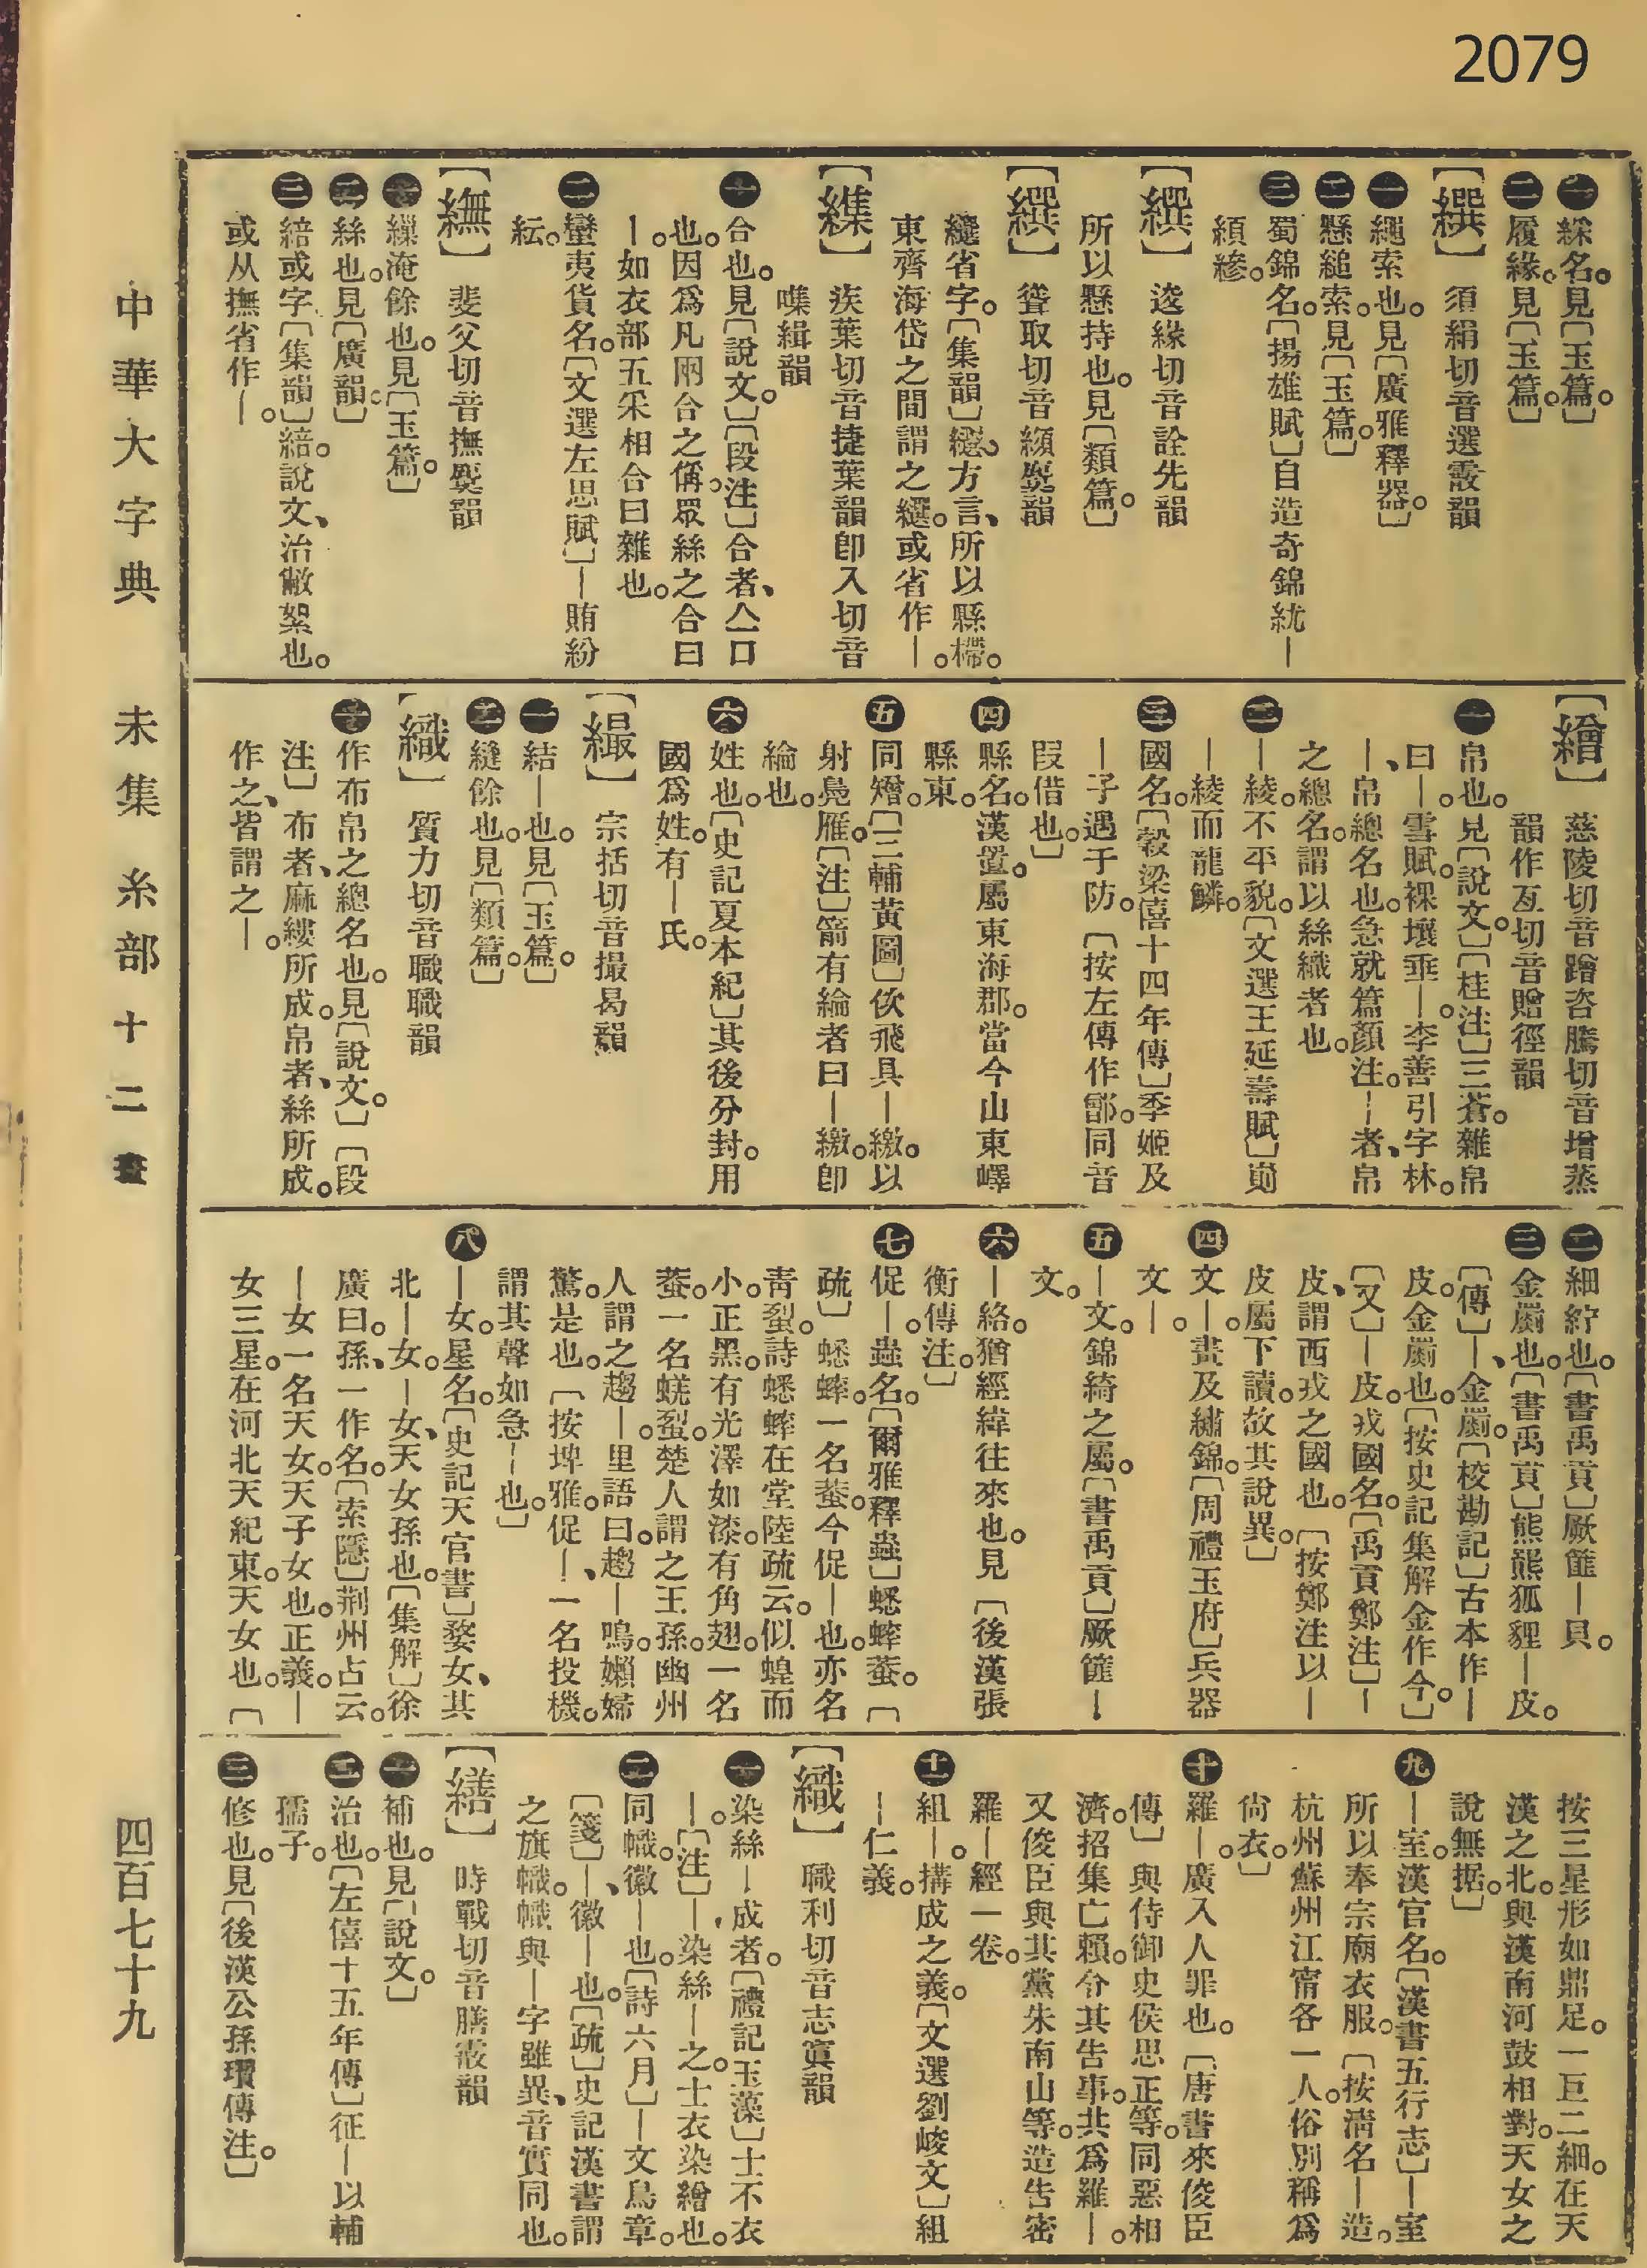 2079
㊀綵名。見〔玉篇。〕
㊁履緣。見〔玉篇。〕
【繏】須絹切音選霰韻
㊀繩索也。見〔廣雅釋器。〕
㊁懸縋索。見〔玉篇。〕
㊂蜀錦名。〔揚雄賦〕自造奇錦紌｜
縜縿。
【繏】逡緣切音詮先韻
所以懸持也。見〔類篇。〕
【繏】聳取切音纐麌韻
繾省字。〔集韻〕繾、方言、所以縣㯂。
東齊海岱之間謂之繾。或省作｜。
【䌖】疾葉切音捷葉韻卽入切音
喋緝韻
㊉合也。見〔說文。〕〔段注〕合者、亼口
也。因爲凡兩合之偁。眾絲之合曰
｜。如衣部五采相合曰雜也。
㊁蠻夷貨名。〔文選左思賦〕｜賄紛
紜。
【㡇】斐父切音撫麌韻
㊀繅淹餘也。見〔玉篇。〕
㊁絲也。見〔廣韻。〕
㊂綌或字。〔集韻〕綌。說文、治敝絮也。
或从撫省作｜。
【繒】慈陵切音䠬咨騰切音增蒸
韻作亙切音贈徑韻
㊀帛也。見〔說文。〕〔桂注〕三蒼。雜帛
曰｜。雪賦。裸壤垂｜。李善引字林。
｜、帛總名也。急就篇顏注。｜者、帛
之總名。謂以絲織者也。
㊁｜綾。不平貌。〔文選王延壽賦〕㠁
｜綾而龍鱗。
㊂國名。〔穀梁僖十四年傳〕季姬及
｜子遇于防。〔按左傳作鄫。同音
叚借也。〕
㊃縣名。漢置。屬東海郡。當今山東嶧
縣東。
㊄同矰。〔三輔黃圖〕佽飛具｜繳。以
射鳧雁。〔注〕箭有綸者曰｜繳。卽
綸也。
㊅姓也。〔史記夏本紀〕其後分封。用
國爲姓。有｜氏。
【繓】宗括切音撮曷韻
㊀結｜也。見〔玉篇。〕
㊁縫餘也。見〔類篇。〕
【織】質力切音職職韻
㊀作布帛之總名也。見〔說文。〕〔段
注〕布者、麻縷所成。帛者、絲所成。
作之、皆謂之｜。
㊁細紵也。〔書禹貢〕厥篚｜貝。
㊂金罽也。〔書禹貢〕熊羆狐貍｜皮。
〔傳〕｜、金罽。〔校勘記〕古本作｜
皮。金罽也。〔按史記集解金作今。〕
〔又〕｜皮。戎國名。〔禹貢鄭注〕｜
皮、謂西戎之國也。〔按鄭注以｜
皮屬下讀。故其說異。〕
㊃文｜。畫及繡錦。〔周禮玉府〕兵器
文｜。
㊄｜文。錦綺之屬。〔書禹貢〕厥篚｜
文。
㊅｜絡。猶經緯往來也。見〔後漢張
衡傳注。〕
㊆促｜。蟲名。〔爾雅釋蟲〕蟋蟀蛬。〔
疏〕蟋蟀。一名蛬。今促｜也。亦名
靑䖻。詩蟋蟀在堂陸疏云。似蝗而
小。正黑。有光澤如漆。有角翅。一名
蛬。一名蜣䖻。楚人謂之王孫。幽州
人謂之趨｜。里語曰。趨｜鳴。嬾婦
驚。是也。〔按埤雅。促｜、一名投機。
謂其聲如急｜也。〕
㊇｜女。星名。〔史記天官書〕婺女、其
北｜女。｜女、天女孫也。〔集解〕徐
廣曰。孫、一作名。〔索隱〕荆州占云。
｜女一名天女。天子女也。正義。｜
女三星。在河北天紀東。天女也。〔
按三星形如鼎足。一巨二細。在天
漢之北。與漢南河鼓相對。天女之
說無据。〕
㊈｜室。漢官名。〔漢書五行志〕｜室
所以奉宗廟衣服。〔按淸名｜造。
杭州蘇州江甯各一人。俗別稱爲
尙衣。〕
㊉羅｜。廣入人罪也。〔唐書來俊臣
傳〕與侍御史侯思正等。同惡相
濟。招集亡賴。令其告事。共爲羅｜。
又俊臣與其黨朱南山等。造告密
羅｜經一卷。
⑪組｜。搆成之義。〔文選劉峻文〕組
｜仁義。
【織】職利切音志寘韻
㊀染絲｜成者。〔禮記玉藻〕士不衣
｜。〔注〕｜、染絲｜之。士衣染繒也。
㊁同幟。徽｜也。〔詩六月〕｜文鳥章。
〔箋〕｜、徽｜也。〔疏〕史記漢書謂
之旗幟。幟與｜字雖異、音實同也。
【繕】時戰切音膳霰韻
㊀補也。見〔說文。〕
㊁治也。〔左僖十五年傳〕征｜以輔
孺子。
㊂修也。見〔後漢公孫瓚傳注。〕
中華大字典　未集　糸部　十二畫　四百七十九